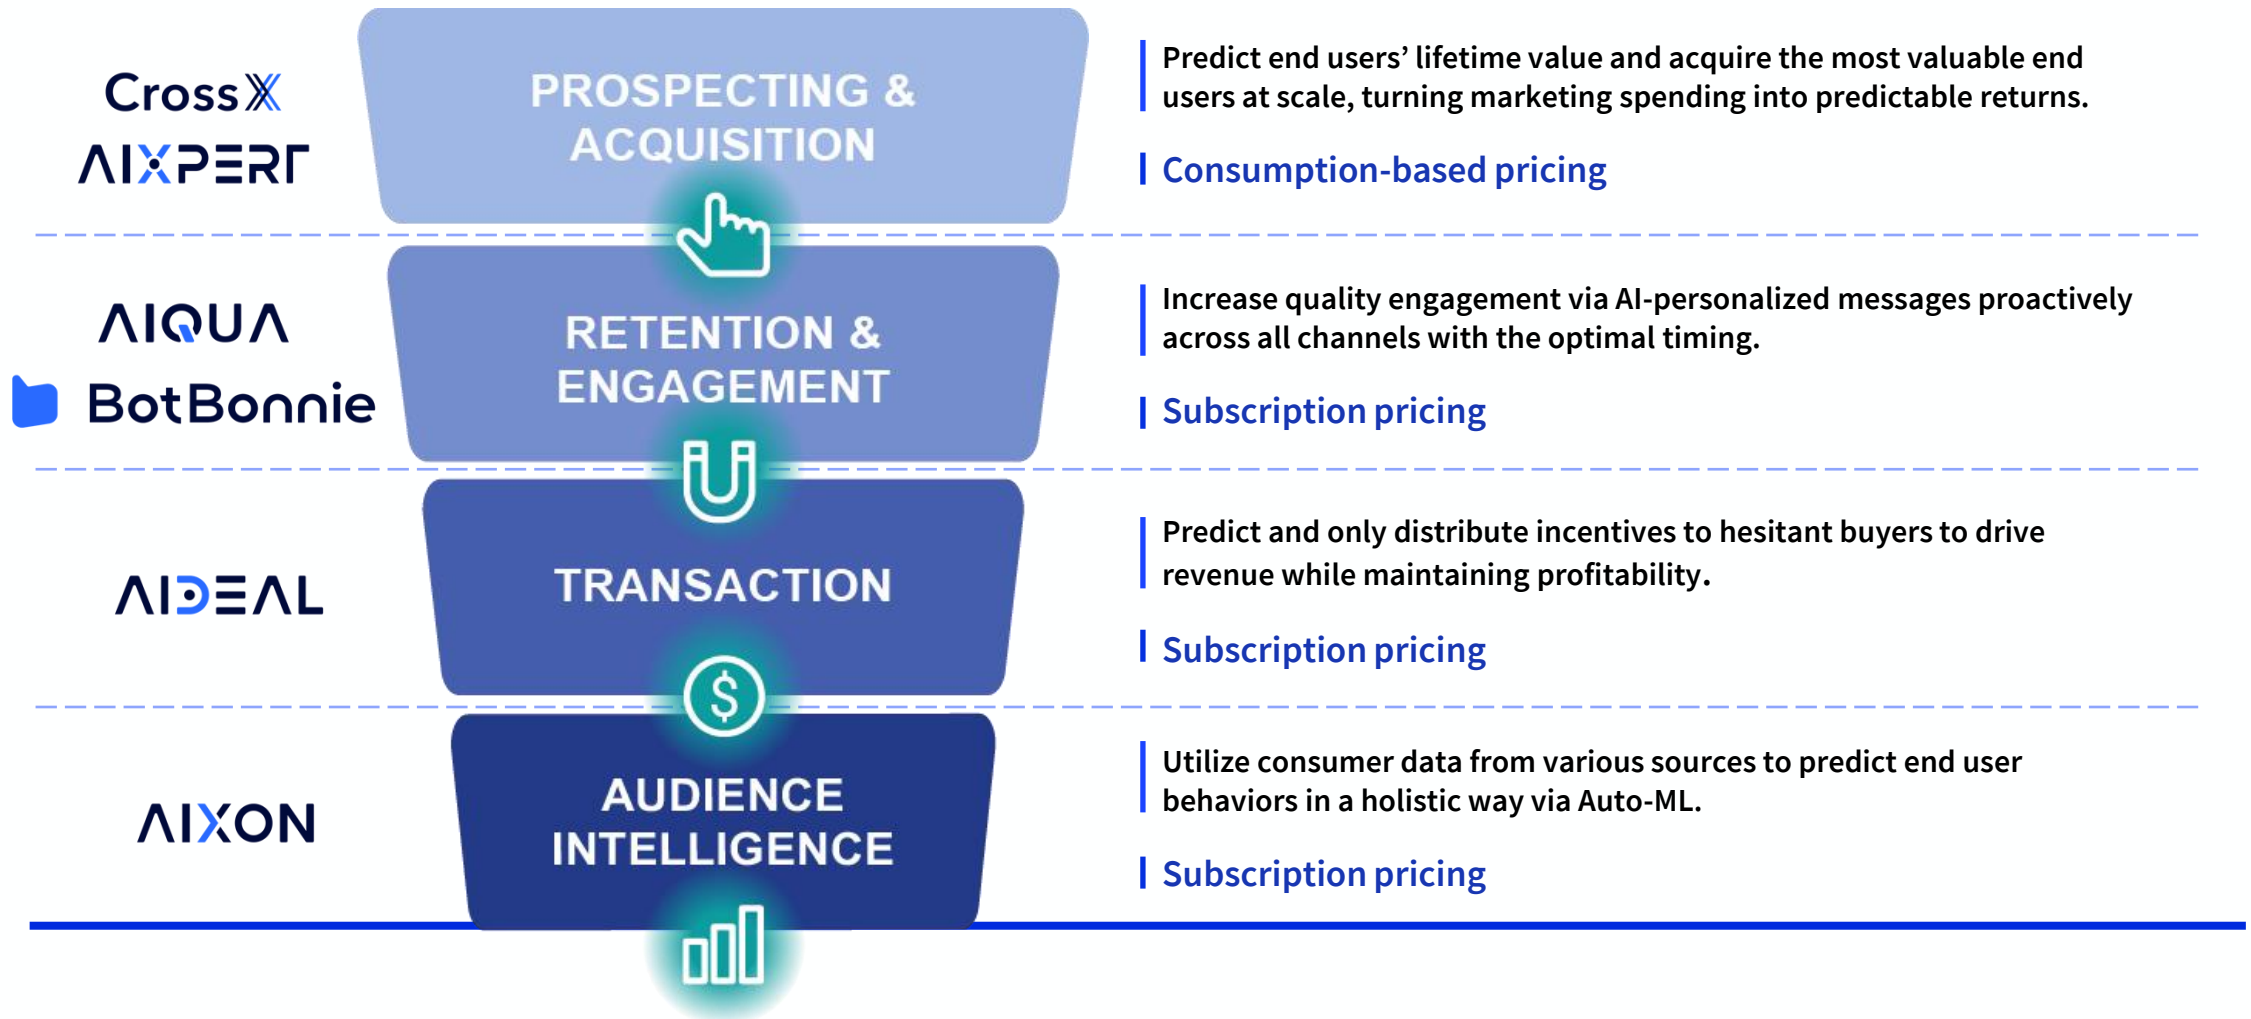 CrossX
AIXPERT
PROSPECTING &
ACQUISITION
Predict end users’ lifetime value and acquire the most valuable end
users at scale, turning marketing spending into predictable returns.
Consumption-based pricing
AIQUA
BotBonnie
RETENTION &
ENGAGEMENT
Increase quality engagement via AI-personalized messages proactively
across all channels with the optimal timing.
Subscription pricing
AIDEAL
TRANSACTION
Predict and only distribute incentives to hesitant buyers to drive
revenue while maintaining profitability.
Subscription pricing
$
AIXON
AUDIENCE
INTELLIGENCE
Utilize consumer data from various sources to predict end user
behaviors in a holistic way via Auto-ML.
Subscription pricing